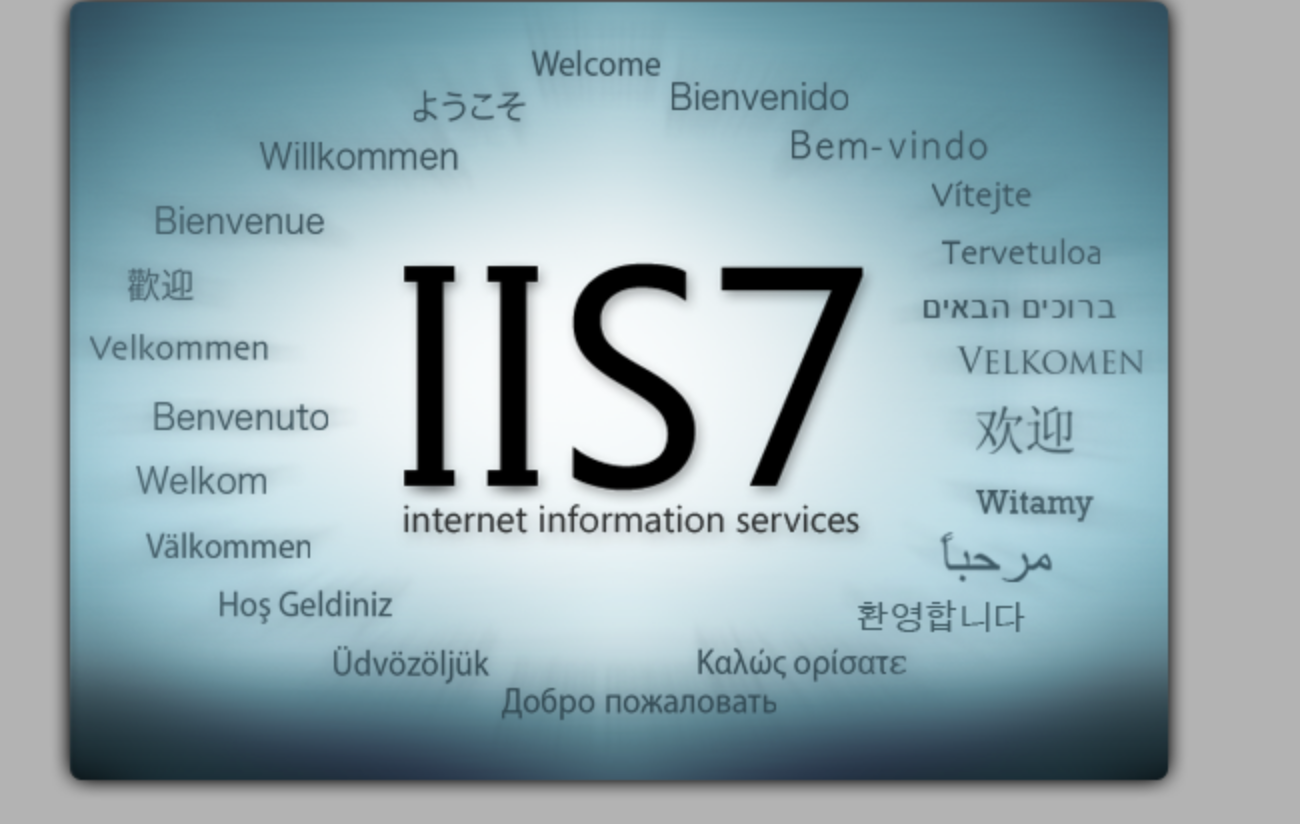 Welcome
Bienvenido
ようこそ
Bem-vindo
Willkommen
Vítejte
Bienvenue
Tervetuloa
歡迎
ברוכים הבאים
Velkommen
VELKOMEN
Benvenuto
欢迎
Welkom
Witamy
Välkommen
مرحباً
Hoş Geldiniz
환영합니다
Üdvözöljük
Καλώς ορίσατε
Добро пожаловать
IIS7
internet information services